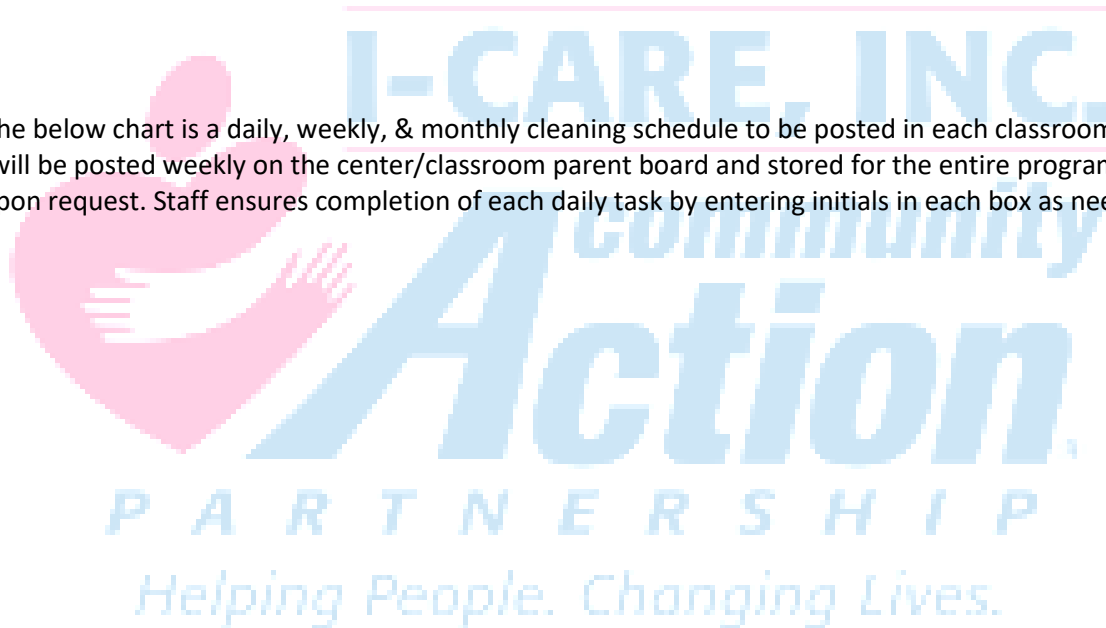 I-CARE, INC.
he below chart is a daily, weekly, & monthly cleaning schedule to be posted in each classroom
will be posted weekly on the center/classroom parent board and stored for the entire program
pon request. Staff ensures completion of each daily task by entering initials in each box as nee
community
Action
PARTNERSHIP
Helping People. Changing Lives.